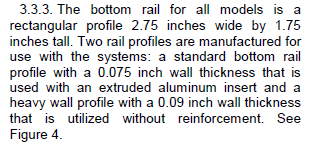 3.3.3. The bottom rail for all models is a
rectangular profile 2.75 inches wide by 1.75
inches tall. Two rail profiles are manufactured for
use with the systems: a standard bottom rail
profile with a 0.075 inch wall thickness that is
used with an extruded aluminum insert and a
heavy wall profile with a 0.09 inch wall thickness
that is utilized without reinforcement. See
Figure 4.